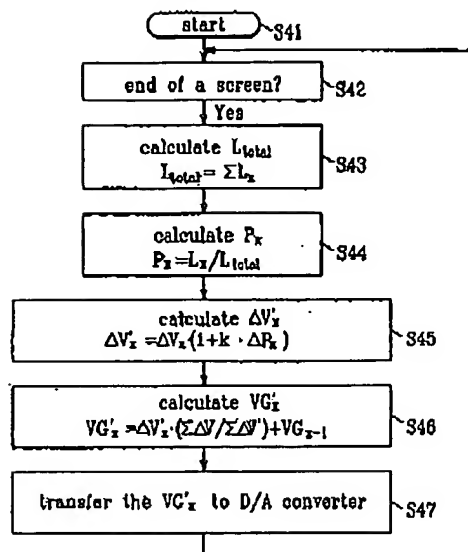 start
S41
end of a screen?
S42
Yes
calculate L_total
L_total = ΣL_x
S43
calculate P_x
P_x = L_x/L_total
S44
calculate ΔV'_x
ΔV'_x = ΔV_x(1+k · ΔP_x)
S45
calculate VG'_x
VG'_x = ΔV'_x·(ΣΔV/ΣΔV')+VG_x-1
S46
transfer the VG'_x to D/A converter
S47